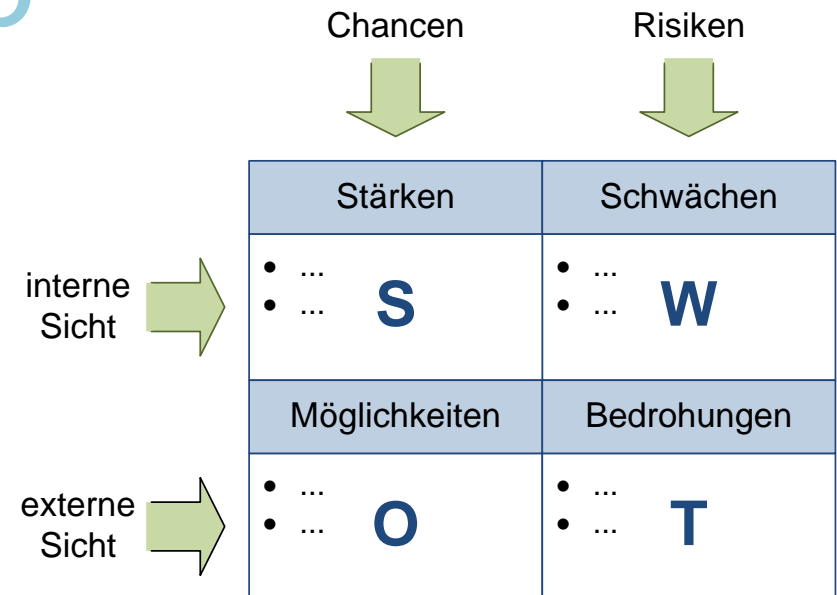 Chancen Risiken
Stärken Schwächen
interne
Sicht
• ...
• ...
S
• ...
• ...
W
Möglichkeiten Bedrohungen
externe
Sicht
• ...
• ...
O
• ...
• ...
T